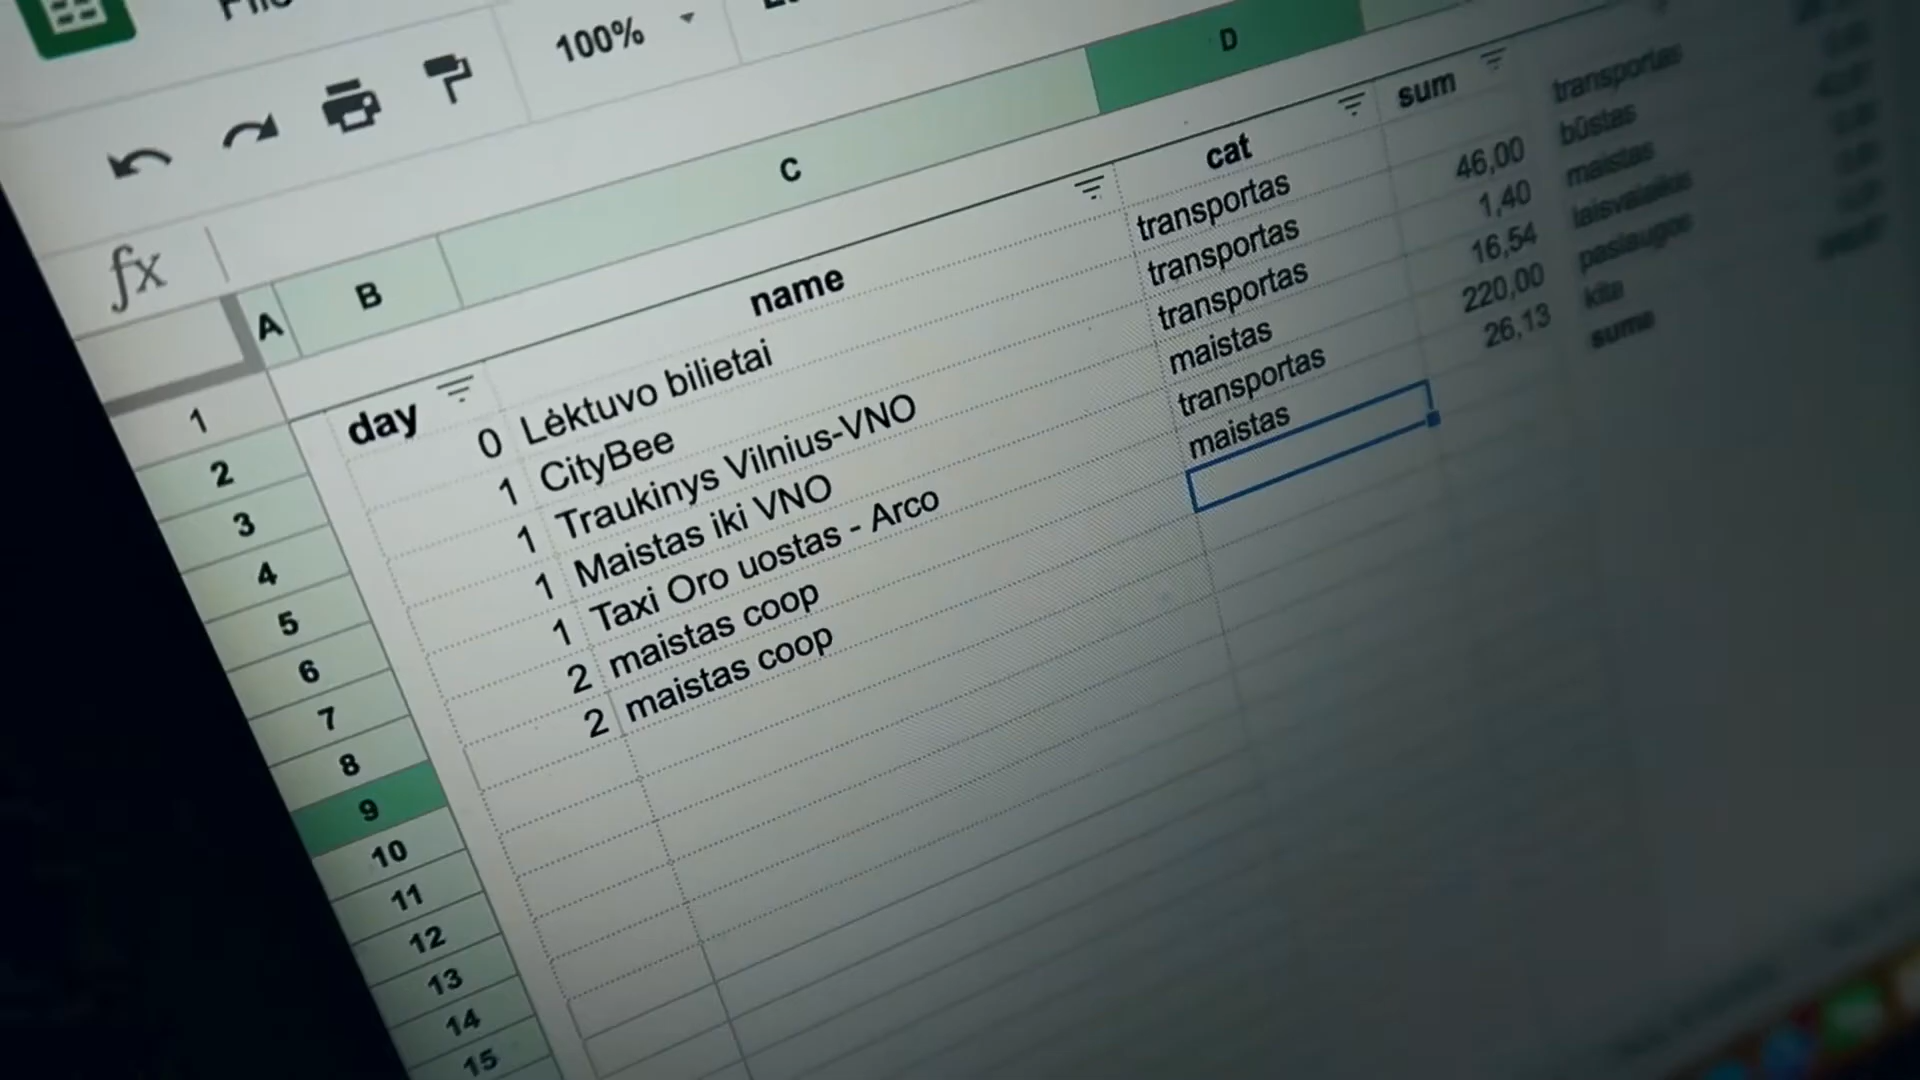 100%
fx
A B C D
day name cat sum
1
2 0 Lėktuvo bilietai transportas
3 1 CityBee transportas 46,00
4 1 Traukinys Vilnius-VNO transportas 1,40
5 1 Maistas iki VNO maistas 16,54
6 1 Taxi Oro uostas - Arco transportas 220,00
7 2 maistas coop maistas 26,13
8 2 maistas coop
9
10
11
12
13
14
15
transportas
būstas
maistas
laisvalaikis
paslaugos
kita
suma